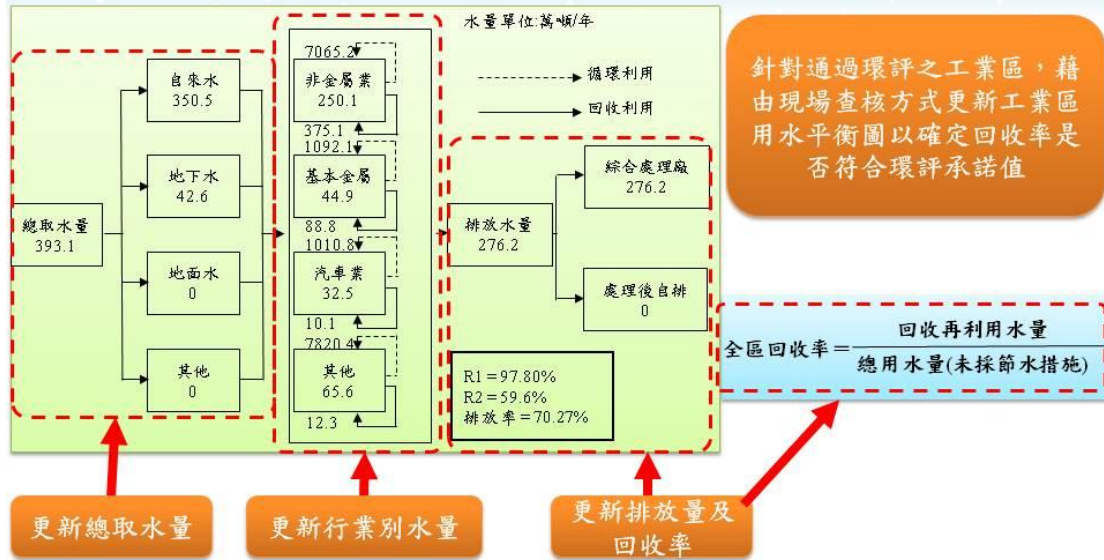 水量單位:萬噸/年
循環利用
回收利用
總取水量
393.1
自來水
350.5
地下水
42.6
地面水
0
其他
0
7065.2
非金屬業
250.1
375.1
1092.1
基本金屬
44.9
88.8
1010.8
汽車業
32.5
10.1
7820.4
其他
65.6
12.3
排放水量
276.2
綜合處理廠
276.2
處理後自排
0
R1=97.80%
R2=59.6%
排放率=70.27%
針對通過環評之工業區，藉
由現場查核方式更新工業區
用水平衡圖以確定回收率是
否符合環評承諾值
全區回收率=
回收再利用水量
總用水量(未採節水措施)
更新總取水量
更新行業別水量
更新排放量及
回收率